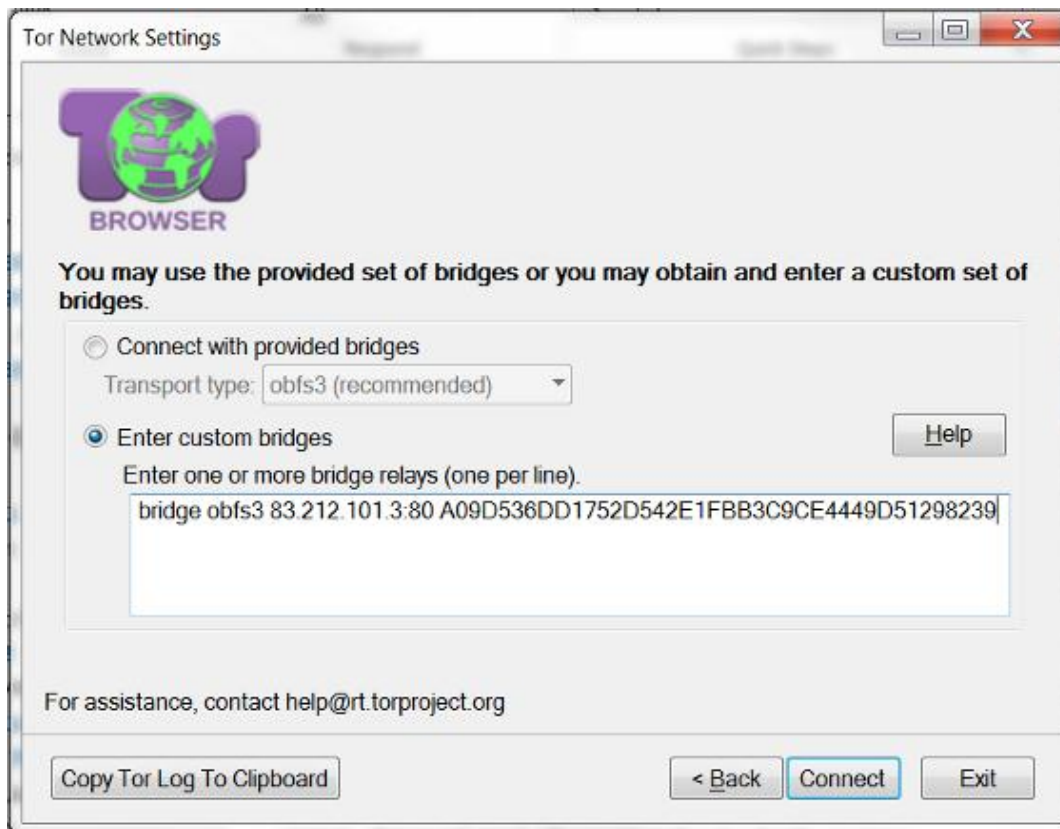 Tor Network Settings
Tor
BROWSER
You may use the provided set of bridges or you may obtain and enter a custom set of
bridges.
Connect with provided bridges
Transport type: obfs3 (recommended)
Enter custom bridges
Help
Enter one or more bridge relays (one per line).
bridge obfs3 83.212.101.3:80 A09D536DD1752D542E1FBB3C9CE4449D51298239
For assistance, contact help@rt.torproject.org
Copy Tor Log To Clipboard
< Back Connect Exit